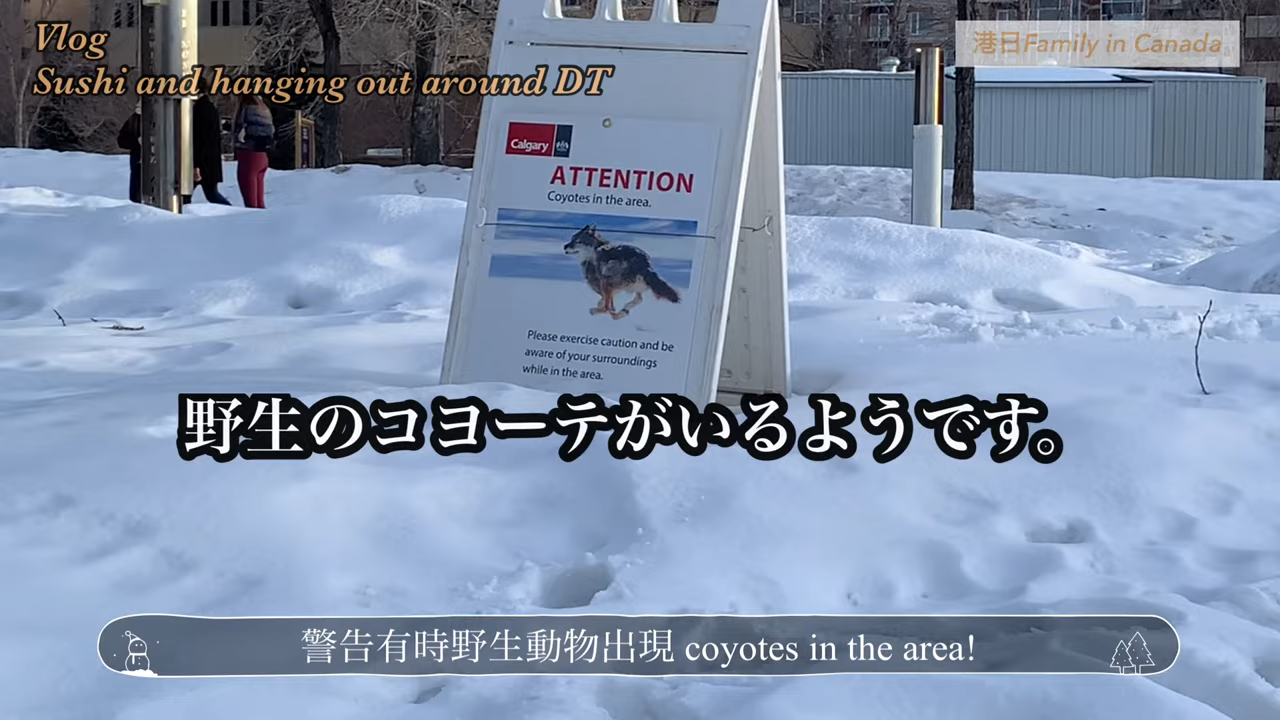 Vlog
Sushi and hanging out around DT
港日Family in Canada
Calgary
ATTENTION
Coyotes in the area.
Please exercise caution and be
aware of your surroundings
while in the area.
野生のコヨーテがいるようです。
警告有時野生動物出現 coyotes in the area!